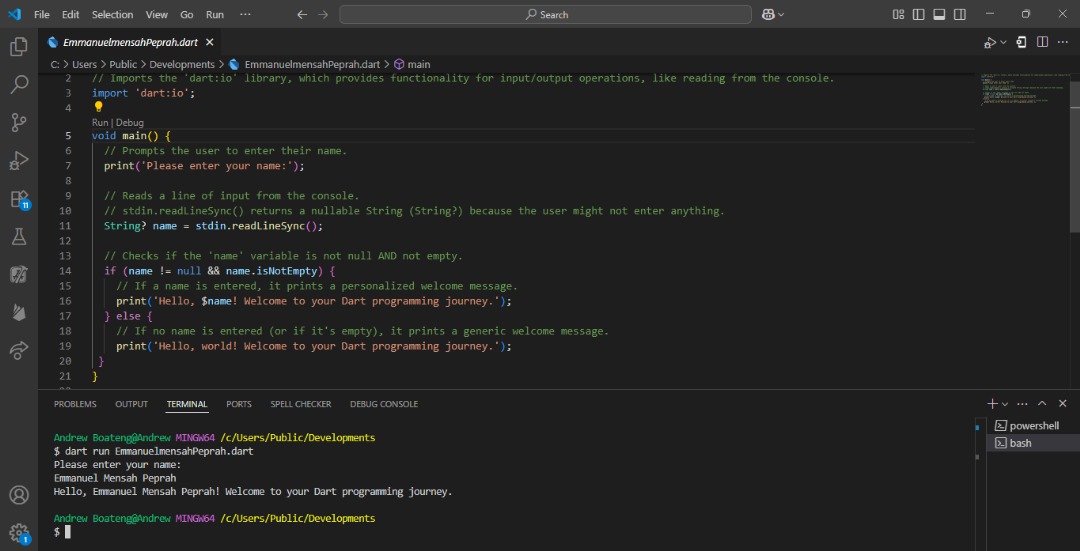 File Edit Selection View Go Run ··· Search
EmmanuelmensahPeprah.dart
C: > Users > Public > Developments > EmmanuelmensahPeprah.dart > main
2 // Imports the 'dart:io' library, which provides functionality for input/output operations, like reading from the console.
3 import 'dart:io';
4
Run | Debug
5 void main() {
6 // Prompts the user to enter their name.
7 print('Please enter your name:');
8
9 // Reads a line of input from the console.
10 // stdin.readLineSync() returns a nullable String (String?) because the user might not enter anything.
11 String? name = stdin.readLineSync();
12
13 // Checks if the 'name' variable is not null AND not empty.
14 if (name != null && name.isNotEmpty) {
15 // If a name is entered, it prints a personalized welcome message.
16 print('Hello, $name! Welcome to your Dart programming journey.');
17 } else {
18 // If no name is entered (or if it's empty), it prints a generic welcome message.
19 print('Hello, world! Welcome to your Dart programming journey.');
20 }
21 }
11
PROBLEMS OUTPUT TERMINAL PORTS SPELL CHECKER DEBUG CONSOLE
Andrew Boateng@Andrew MINGW64 /c/Users/Public/Developments
$ dart run EmmanuelmensahPeprah.dart
Please enter your name:
Emmanuel Mensah Peprah
Hello, Emmanuel Mensah Peprah! Welcome to your Dart programming journey.
Andrew Boateng@Andrew MINGW64 /c/Users/Public/Developments
$
powershell
bash
1